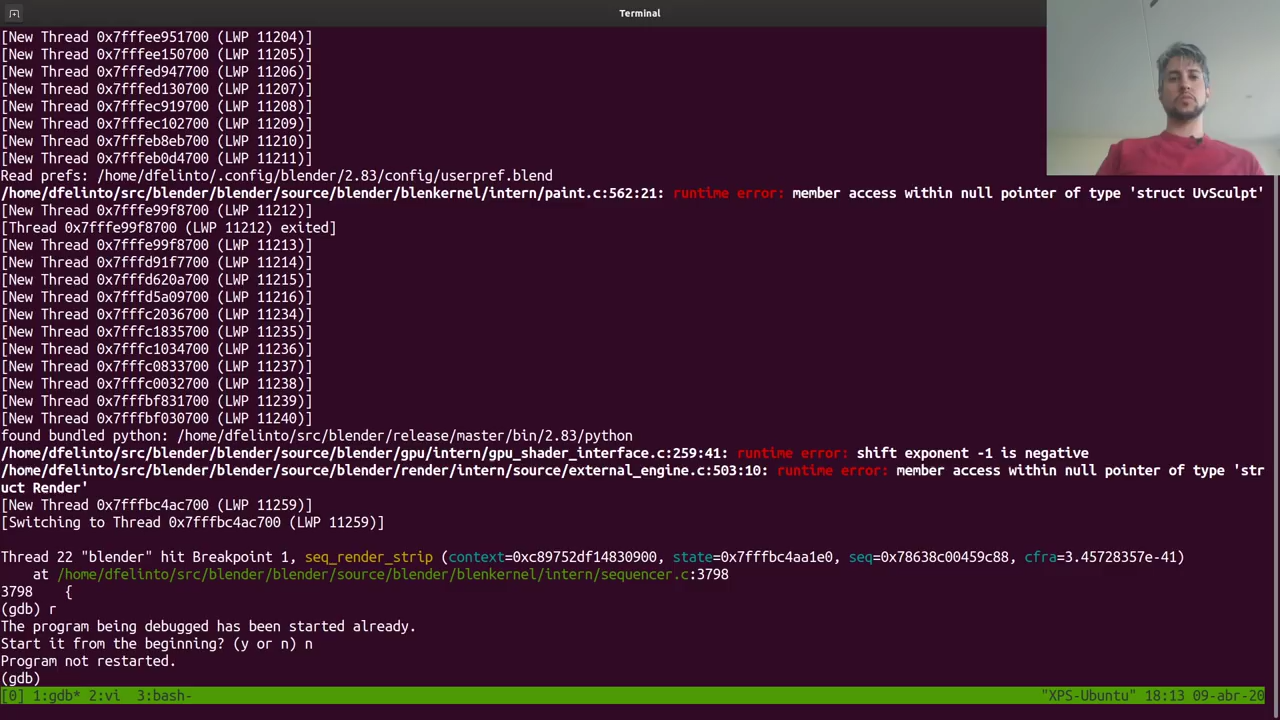 Terminal
[New Thread 0x7fffee951700 (LWP 11204)]
[New Thread 0x7fffee150700 (LWP 11205)]
[New Thread 0x7fffed947700 (LWP 11206)]
[New Thread 0x7fffed130700 (LWP 11207)]
[New Thread 0x7fffec919700 (LWP 11208)]
[New Thread 0x7fffec102700 (LWP 11209)]
[New Thread 0x7fffeb8eb700 (LWP 11210)]
[New Thread 0x7fffeb0d4700 (LWP 11211)]
Read prefs: /home/dfelinto/.config/blender/2.83/config/userpref.blend
/home/dfelinto/src/blender/blender/source/blender/blenkernel/intern/paint.c:562:21: runtime error: member access within null pointer of type 'struct UvSculpt'
[New Thread 0x7fffe99f8700 (LWP 11212)]
[Thread 0x7fffe99f8700 (LWP 11212) exited]
[New Thread 0x7fffe99f8700 (LWP 11213)]
[New Thread 0x7fffd91f7700 (LWP 11214)]
[New Thread 0x7fffd620a700 (LWP 11215)]
[New Thread 0x7fffd5a09700 (LWP 11216)]
[New Thread 0x7fffc2036700 (LWP 11234)]
[New Thread 0x7fffc1835700 (LWP 11235)]
[New Thread 0x7fffc1034700 (LWP 11236)]
[New Thread 0x7fffc0833700 (LWP 11237)]
[New Thread 0x7fffc0032700 (LWP 11238)]
[New Thread 0x7fffbf831700 (LWP 11239)]
[New Thread 0x7fffbf030700 (LWP 11240)]
found bundled python: /home/dfelinto/src/blender/release/master/bin/2.83/python
/home/dfelinto/src/blender/blender/source/blender/gpu/intern/gpu_shader_interface.c:259:41: runtime error: shift exponent -1 is negative
/home/dfelinto/src/blender/blender/source/blender/render/intern/source/external_engine.c:503:10: runtime error: member access within null pointer of type 'str
uct Render'
[New Thread 0x7fffbc4ac700 (LWP 11259)]
[Switching to Thread 0x7fffbc4ac700 (LWP 11259)]
Thread 22 "blender" hit Breakpoint 1, seq_render_strip (context=0xc89752df14830900, state=0x7fffbc4aa1e0, seq=0x78638c00459c88, cfra=3.45728357e-41)
at /home/dfelinto/src/blender/blender/source/blender/blenkernel/intern/sequencer.c:3798
3798 {
(gdb) r
The program being debugged has been started already.
Start it from the beginning? (y or n) n
Program not restarted.
(gdb)
[0] 1:gdb* 2:vi 3:bash- "XPS-Ubuntu" 18:13 09-abr-20